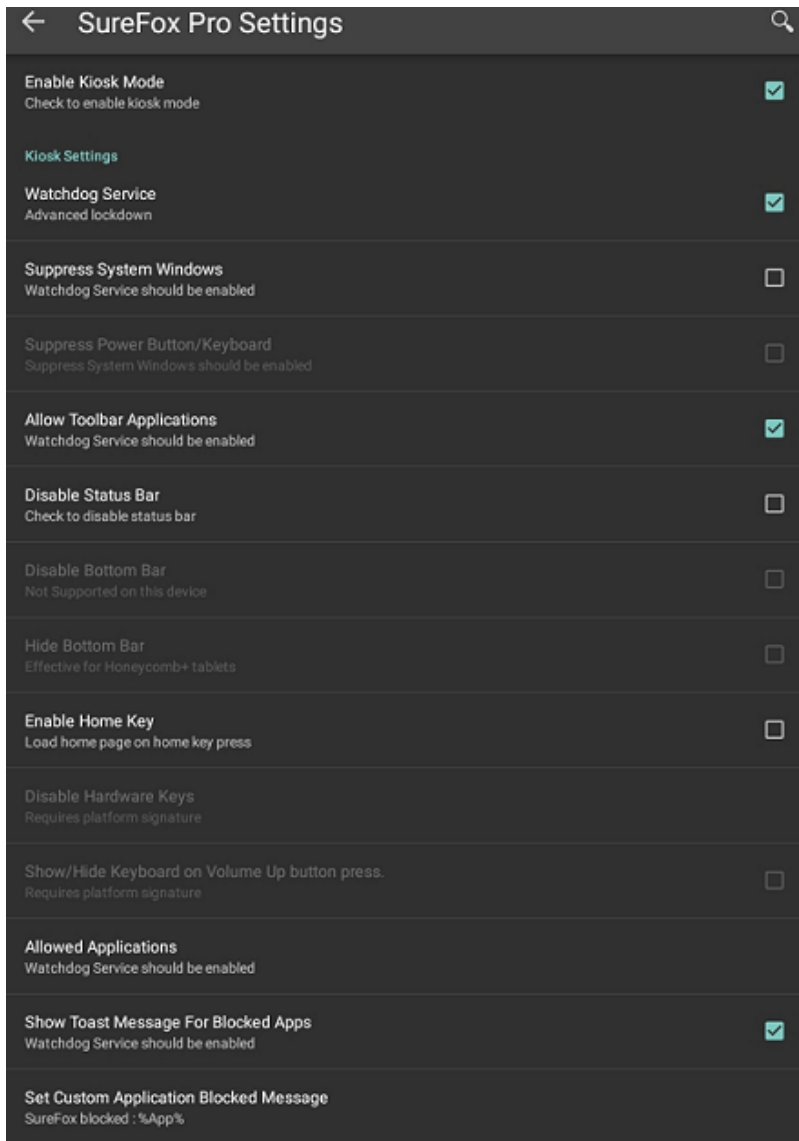 SureFox Pro Settings
Enable Kiosk Mode
Check to enable kiosk mode
Kiosk Settings
Watchdog Service
Advanced lockdown
Suppress System Windows
Watchdog Service should be enabled
Suppress Power Button/Keyboard
Suppress System Windows should be enabled
Allow Toolbar Applications
Watchdog Service should be enabled
Disable Status Bar
Check to disable status bar
Disable Bottom Bar
Not Supported on this device
Hide Bottom Bar
Effective for Honeycomb+ tablets
Enable Home Key
Load home page on home key press
Disable Hardware Keys
Requires platform signature
Show/Hide Keyboard on Volume Up button press.
Requires platform signature
Allowed Applications
Watchdog Service should be enabled
Show Toast Message For Blocked Apps
Watchdog Service should be enabled
Set Custom Application Blocked Message
SureFox blocked : %App%